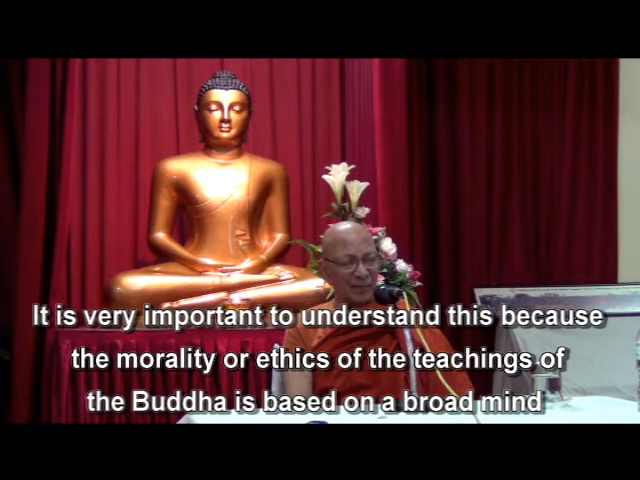 It is very important to understand this because
the morality or ethics of the teachings of
the Buddha is based on a broad mind